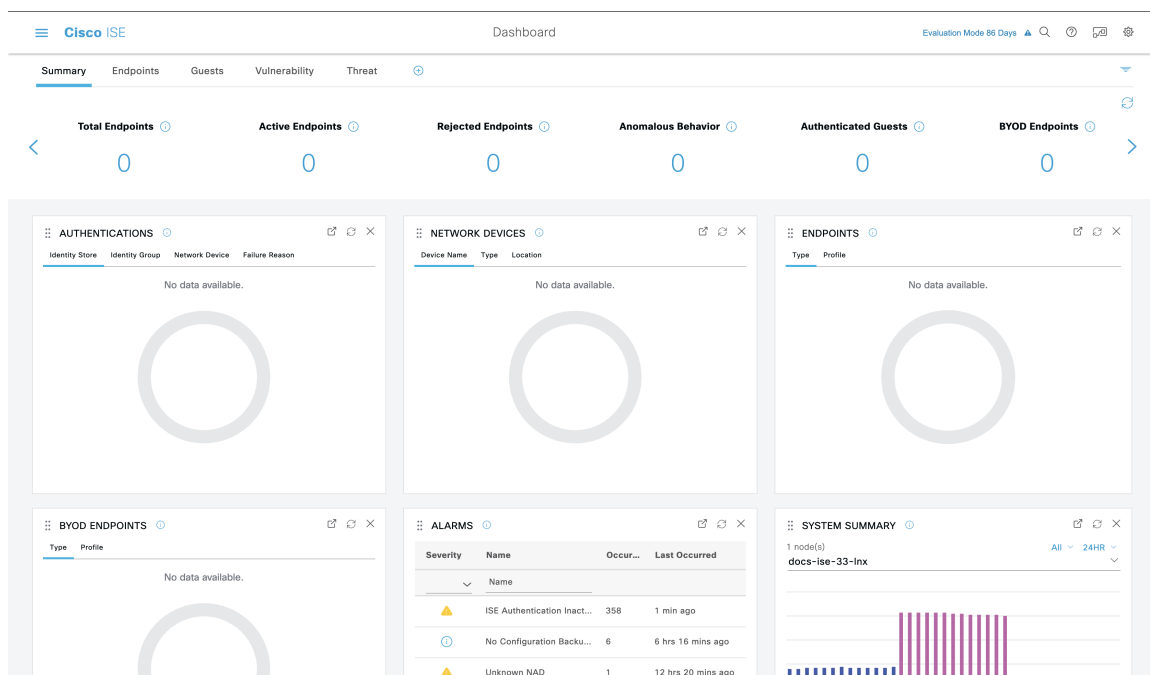 Cisco ISE
Dashboard
Evaluation Mode 86 Days
Summary Endpoints Guests Vulnerability Threat
Total Endpoints Active Endpoints Rejected Endpoints Anomalous Behavior Authenticated Guests BYOD Endpoints
0 0 0 0 0 0
AUTHENTICATIONS
Identity Store Identity Group Network Device Failure Reason
No data available.
NETWORK DEVICES
Device Name Type Location
No data available.
ENDPOINTS
Type Profile
No data available.
BYOD ENDPOINTS
Type Profile
No data available.
ALARMS
Severity Name Occur... Last Occurred
Name
ISE Authentication Inact... 358 1 min ago
No Configuration Backu... 6 6 hrs 16 mins ago
Unknown NAD 1 12 hrs 20 mins ago
SYSTEM SUMMARY
1 node(s) All 24HR
docs-ise-33-lnx